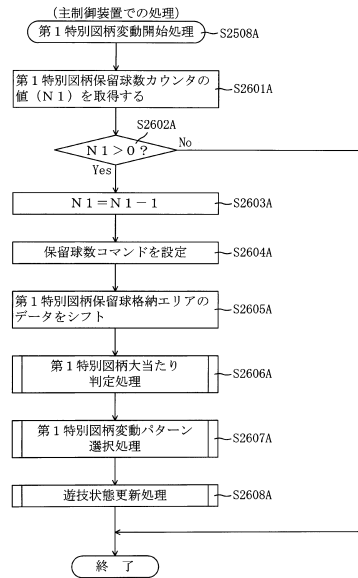 (主制御装置での処理)
第１特別図柄変動開始処理
S2508A
第１特別図柄保留球数カウンタの
値（Ｎ１）を取得する
S2601A
S2602A
Ｎ１＞０？
No
Yes
Ｎ１＝Ｎ１－１
S2603A
保留球数コマンドを設定
S2604A
第１特別図柄保留球格納エリアの
データをシフト
S2605A
第１特別図柄大当たり
判定処理
S2606A
第１特別図柄変動パターン
選択処理
S2607A
遊技状態更新処理
S2608A
終 了